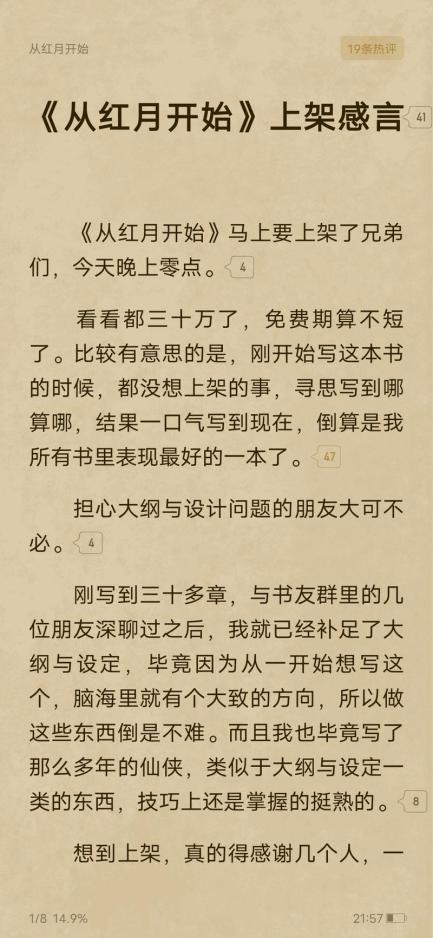 从红月开始
19条热评
《从红月开始》上架感言 41
《从红月开始》马上要上架了兄弟
们，今天晚上零点。 4
看看都三十万了，免费期算不短
了。比较有意思的是，刚开始写这本书
的时候，都没想上架的事，寻思写到哪
算哪，结果一口气写到现在，倒算是我
所有书里表现最好的一本了。 47
担心大纲与设计问题的朋友大可不
必。 4
刚写到三十多章，与书友群里的几
位朋友深聊过之后，我就已经补足了大
纲与设定，毕竟因为从一开始想写这
个，脑海里就有个大致的方向，所以做
这些东西倒是不难。而且我也毕竟写了
那么多年的仙侠，类似于大纲与设定一
类的东西，技巧上还是掌握的挺熟的。 8
想到上架，真的得感谢几个人，一
1/8 14.9%
21:57